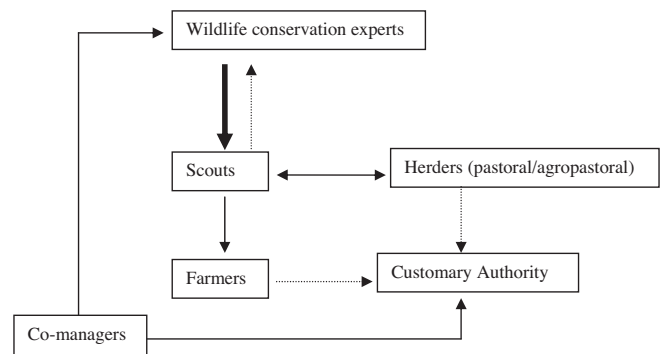 Wildlife conservation experts
Scouts
Herders (pastoral/agropastoral)
Farmers
Customary Authority
Co-managers